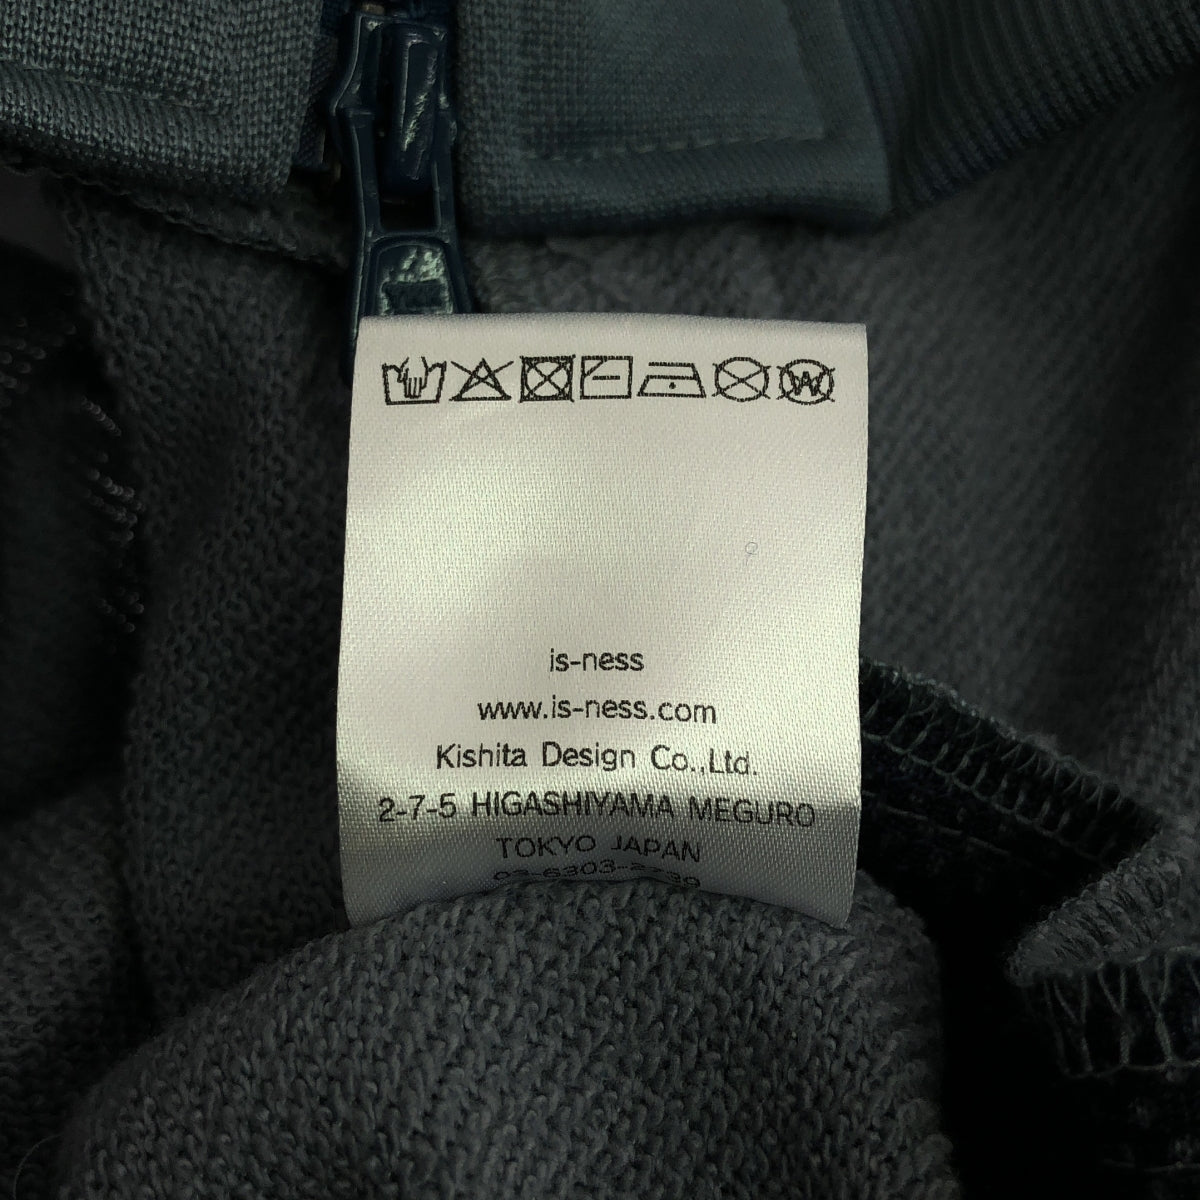 is-ness
www.is-ness.com
Kishita Design Co.,Ltd.
2-7-5 HIGASHIYAMA MEGURO
TOKYO JAPAN